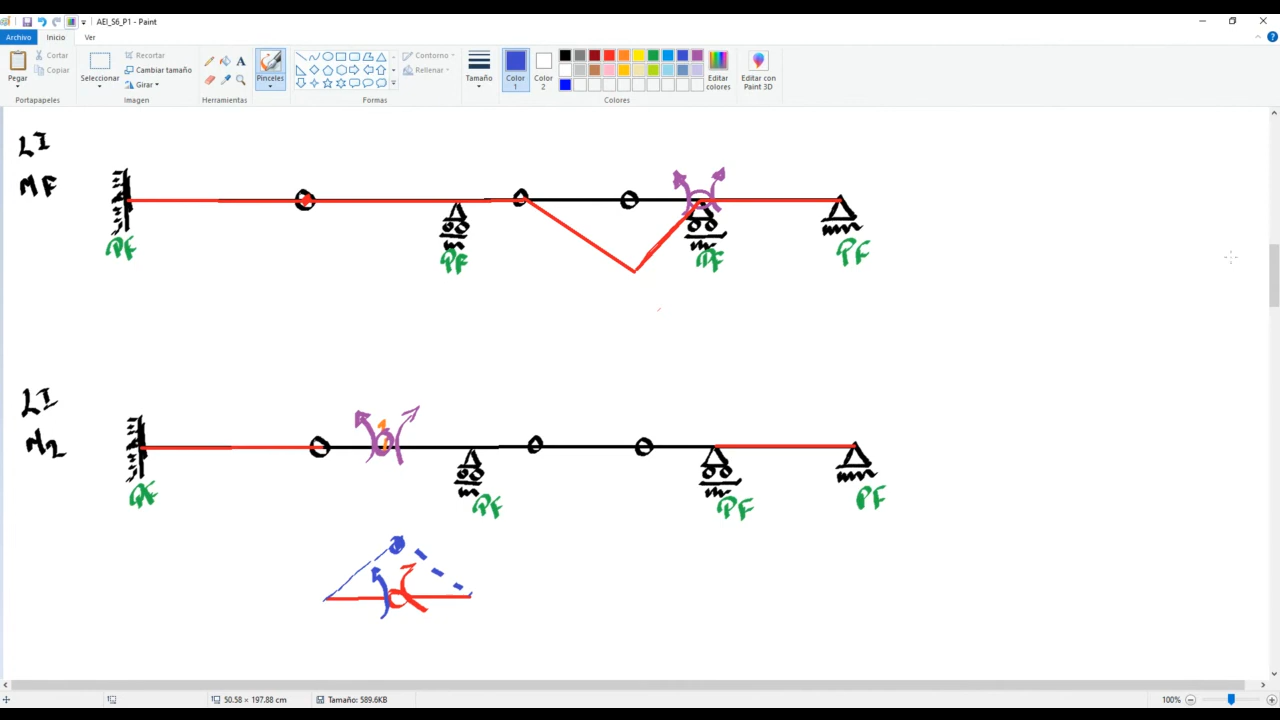 AEI_S6_P1 - Paint
Archivo Inicio Ver
Pegar
Cortar
Copiar
Portapapeles
Seleccionar
Recortar
Cambiar tamaño
Girar
Imagen
A
Herramientas
Pinceles
Contorno
Rellenar
Formas
Tamaño
Color
1
Color
2
Editar
colores
Editar con
Paint 3D
Colores
LI
MF
PF
PF
PF
PF
LI
M2
PF
PF
PF
PF
50.58 × 197.88 cm
Tamaño: 589.6KB
100%